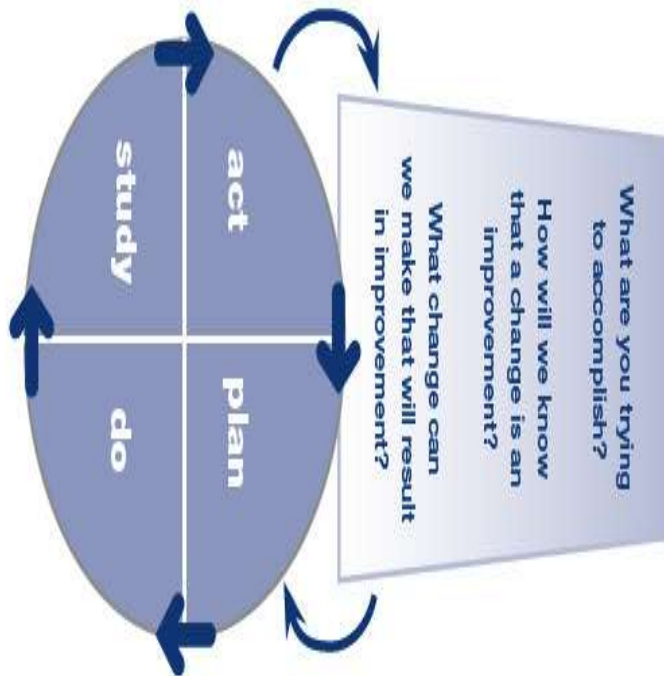 What are you trying
to accomplish?
How will we know
that a change is an
improvement?
What change can
we make that will result
in improvement?
act
plan
study
do